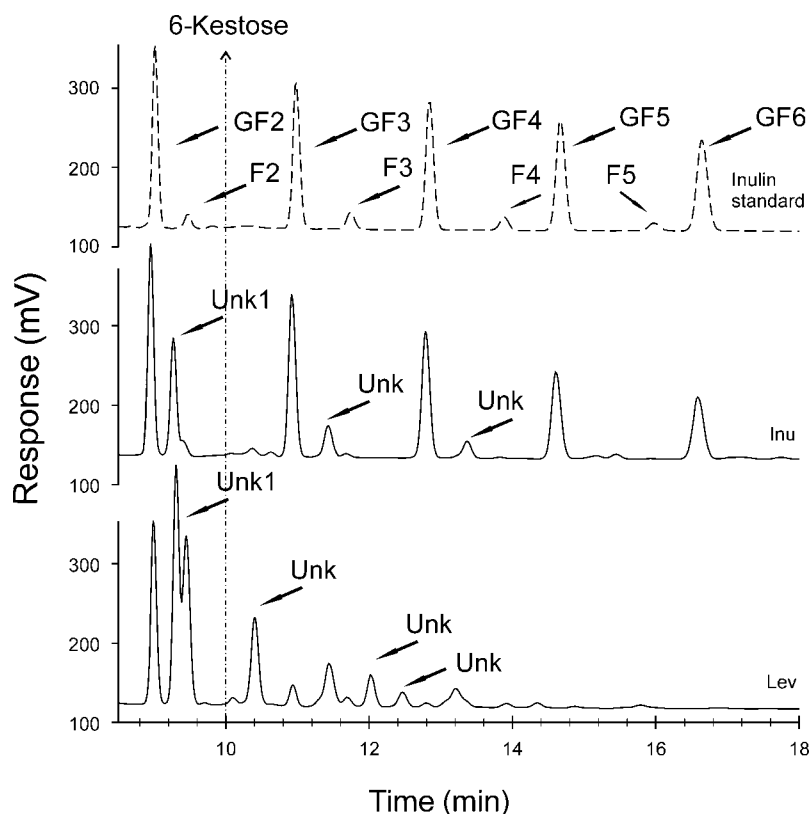 6-Kestose
300
200
100
GF2
F2
GF3
F3
GF4
F4
GF5
F5
GF6
Inulin
standard
Response (mV)
300
200
100
Unk1
Unk
Unk
Inu
300
200
100
Unk1
Unk
Unk
Unk
Lev
10
12
14
16
18
Time (min)